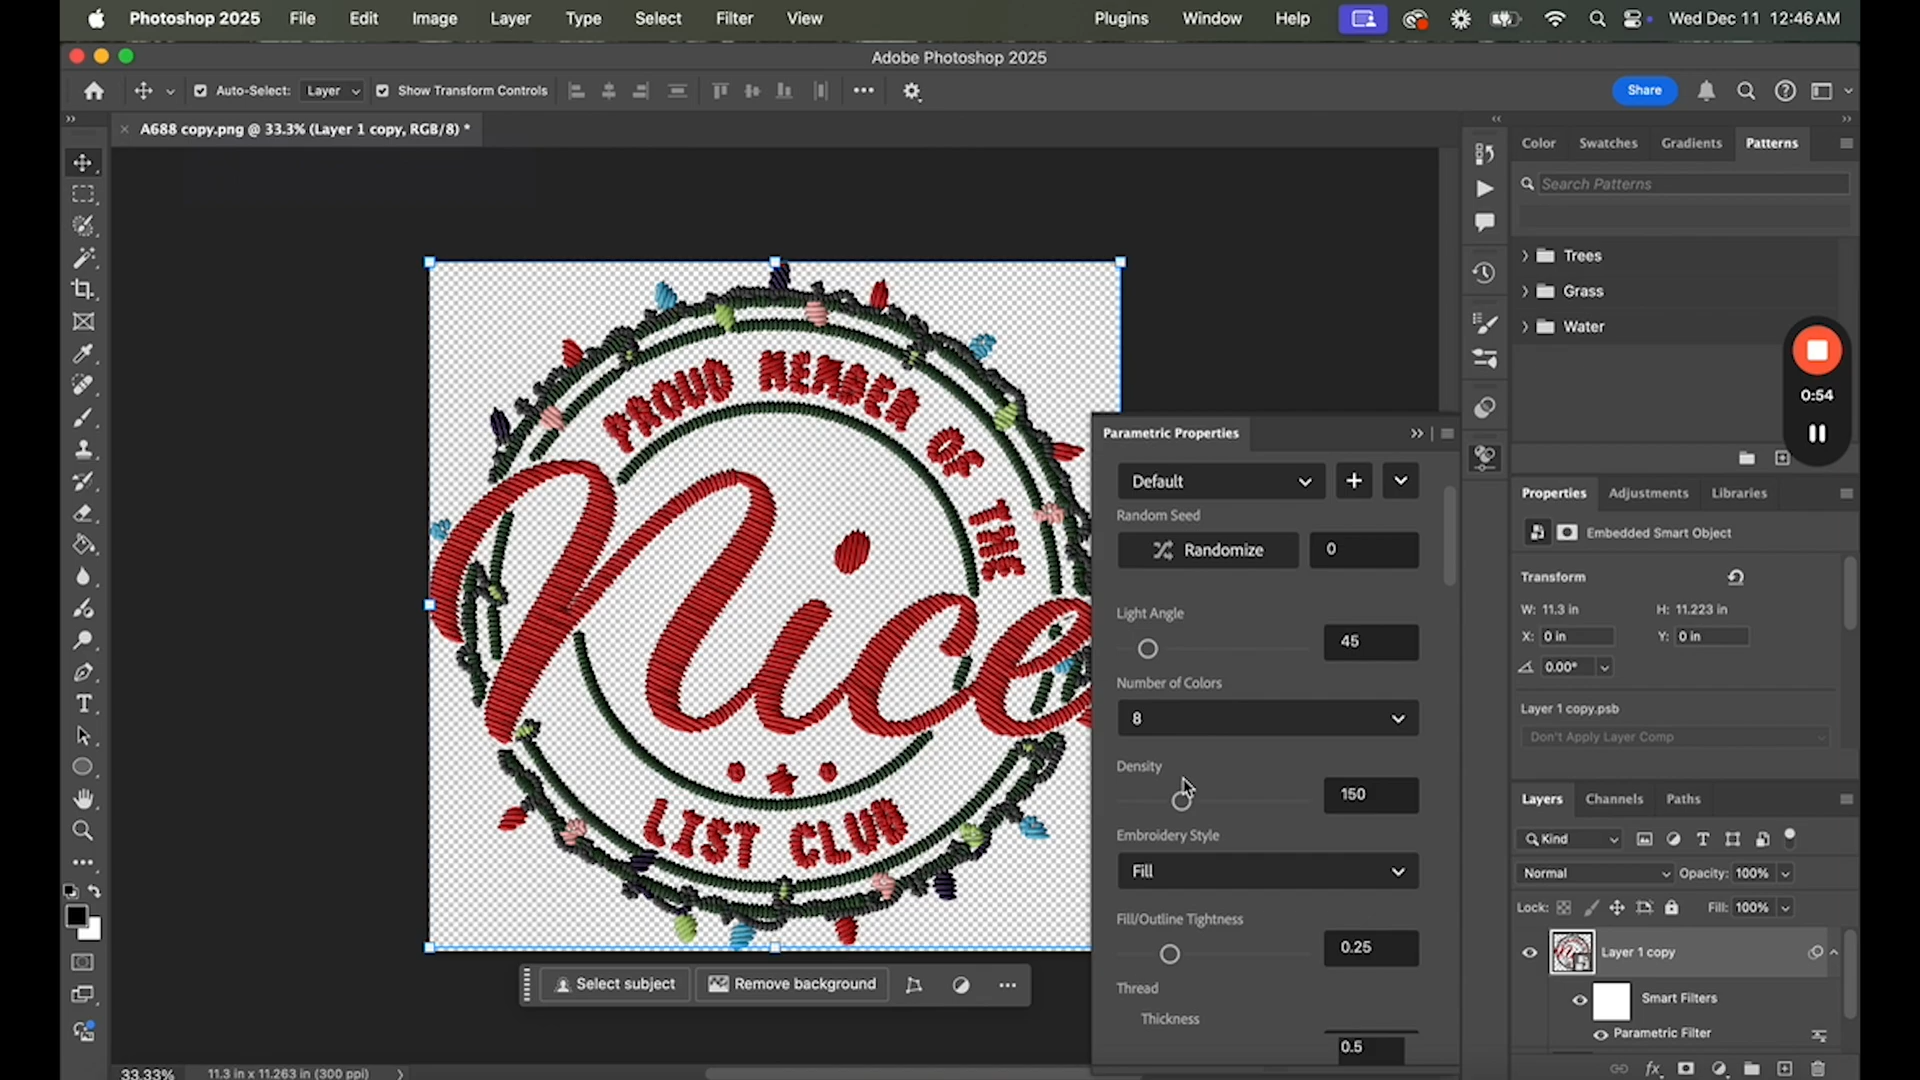 Photoshop 2025 File Edit Image Layer Type Select Filter View Plugins Window Help Wed Dec 11 12:46 AM
Adobe Photoshop 2025
Auto-Select: Layer Show Transform Controls Share
A688 copy.png @ 33.3% (Layer 1 copy, RGB/8) *
Color Swatches Gradients Patterns
Search Patterns
Trees
Grass
Water
0:54
PROUD MEMBER OF THE
Nice
LIST CLUB
Parametric Properties
Default
Random Seed
Randomize 0
Light Angle
45
Number of Colors
8
Density
150
Embroidery Style
Fill
Fill/Outline Tightness
0.25
Thread
Thickness
0.5
Properties Adjustments Libraries
Embedded Smart Object
Transform
W: 11.3 in H: 11.223 in
X: 0 in Y: 0 in
0.00°
Layer 1 copy.psb
Don't Apply Layer Comp
Layers Channels Paths
Kind
Normal Opacity: 100%
Lock: Fill: 100%
Layer 1 copy
Smart Filters
Parametric Filter
fx
Select subject Remove background
33.33% 11.3 in x 11.263 in (300 ppi)